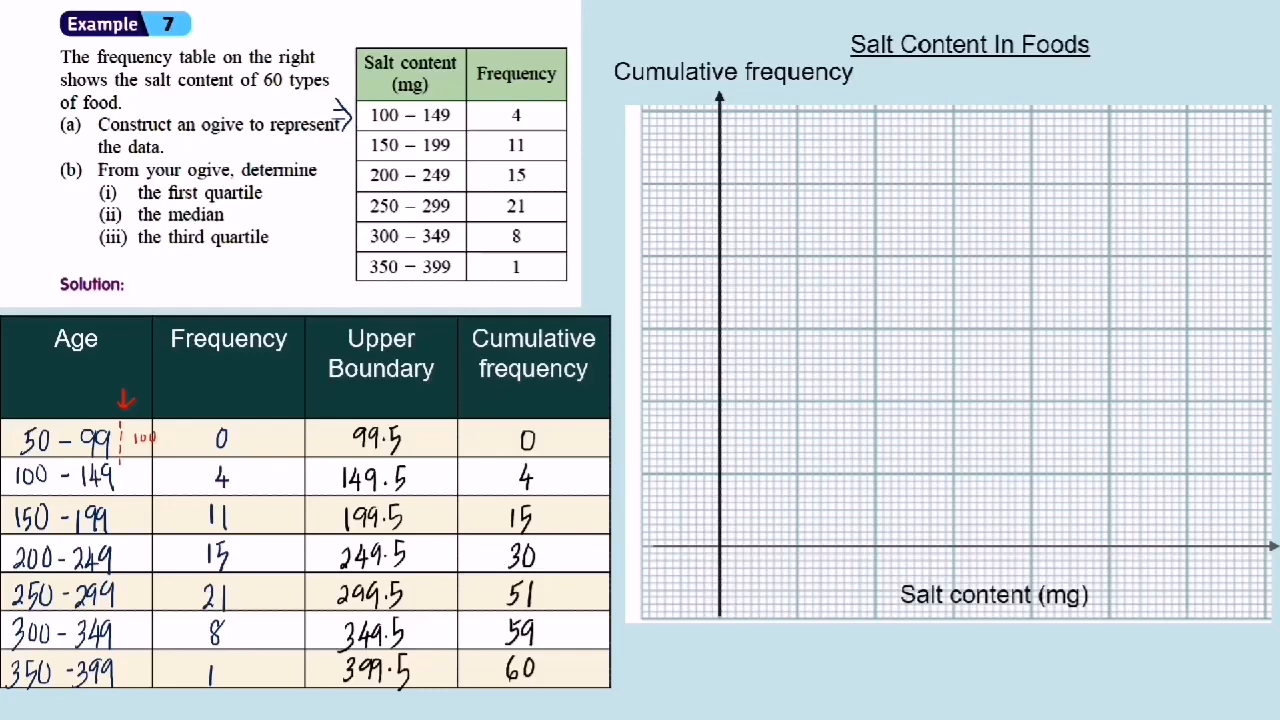 Example 7
The frequency table on the right
shows the salt content of 60 types
of food.
(a) Construct an ogive to represent
the data.
(b) From your ogive, determine
(i) the first quartile
(ii) the median
(iii) the third quartile
Solution:
Salt content (mg) Frequency
100 – 149 4
150 – 199 11
200 – 249 15
250 – 299 21
300 – 349 8
350 – 399 1
Age Frequency Upper Boundary Cumulative frequency
50 – 99 100 0 99.5 0
100 - 149 4 149.5 4
150 - 199 11 199.5 15
200 - 249 15 249.5 30
250 - 299 21 299.5 51
300 - 349 8 349.5 59
350 - 399 1 399.5 60
Salt Content In Foods
Cumulative frequency
Salt content (mg)